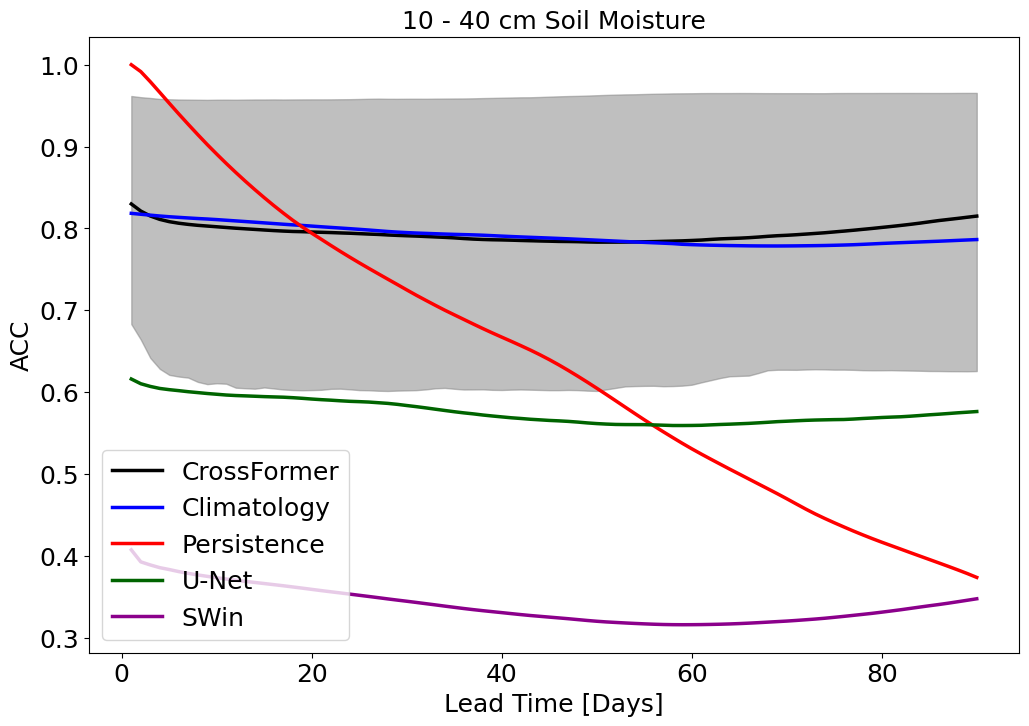 10 - 40 cm Soil Moisture
ACC
1.0
0.9
0.8
0.7
0.6
0.5
0.4
0.3
CrossFormer
Climatology
Persistence
U-Net
SWin
0 20 40 60 80
Lead Time [Days]